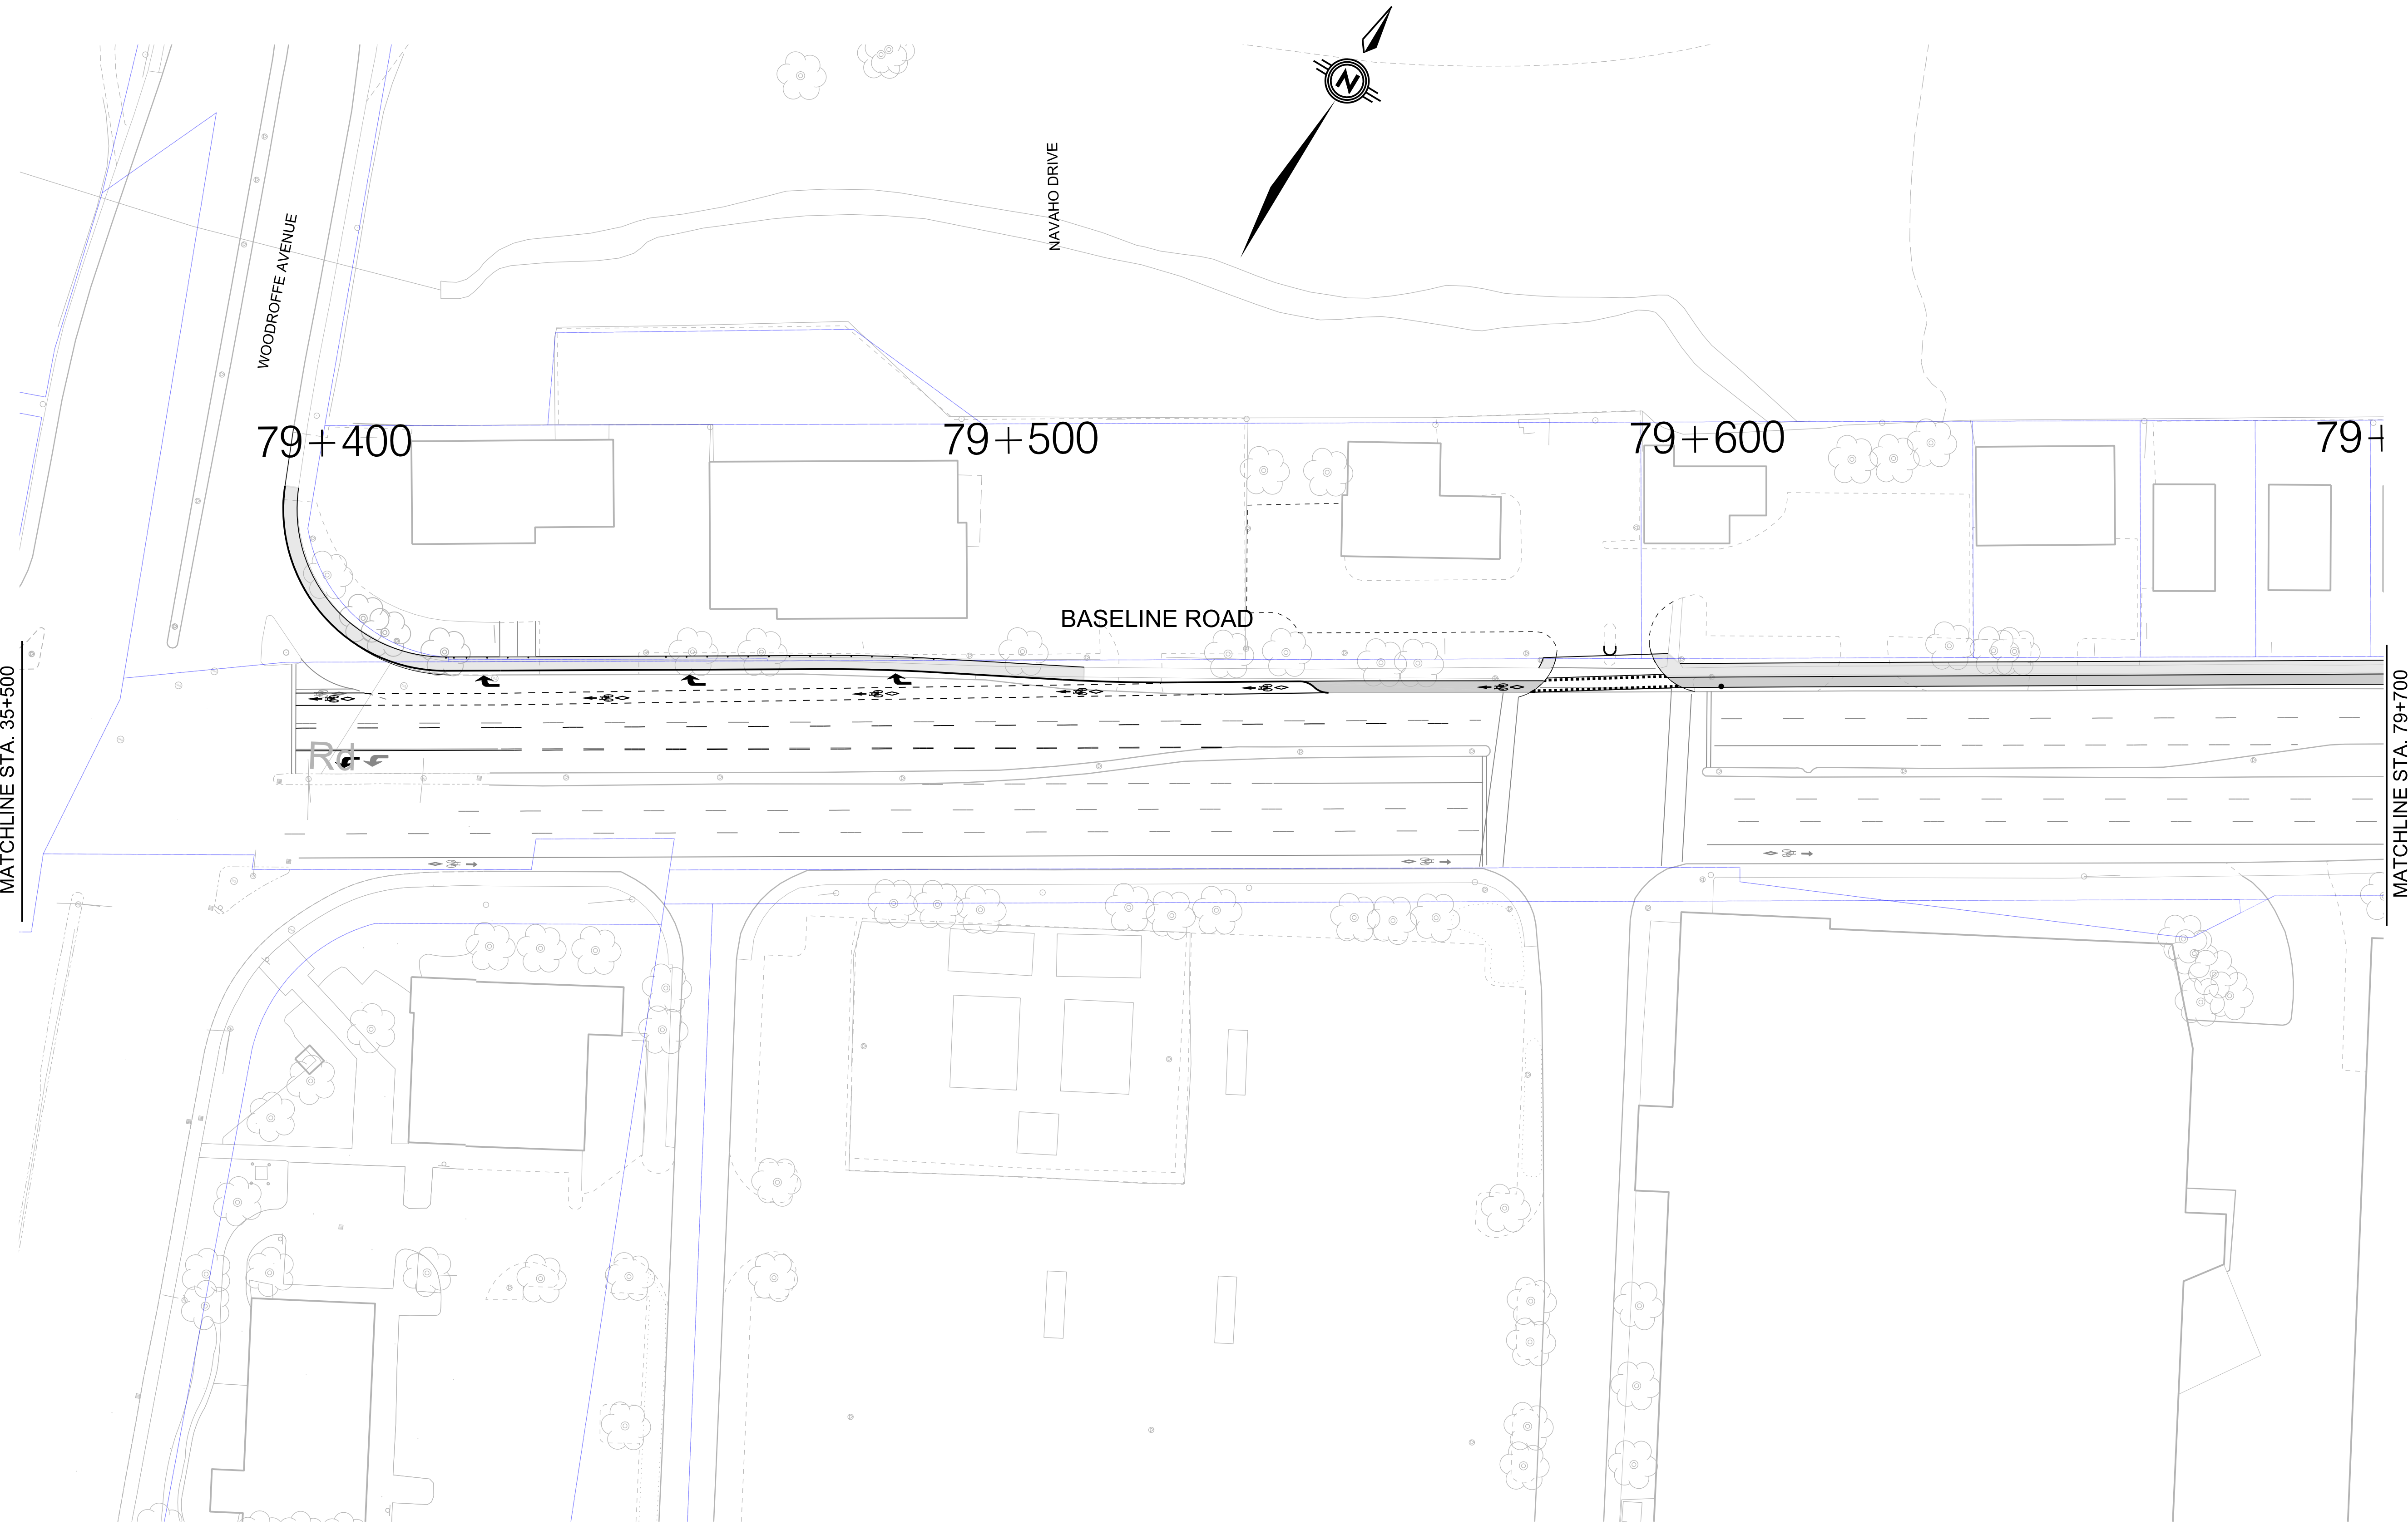 N
NAVAHO DRIVE
WOODROFFE AVENUE
79+400
79+500
79+600
79+
BASELINE ROAD
MATCHLINE STA. 35+500
MATCHLINE STA. 79+700
Rd